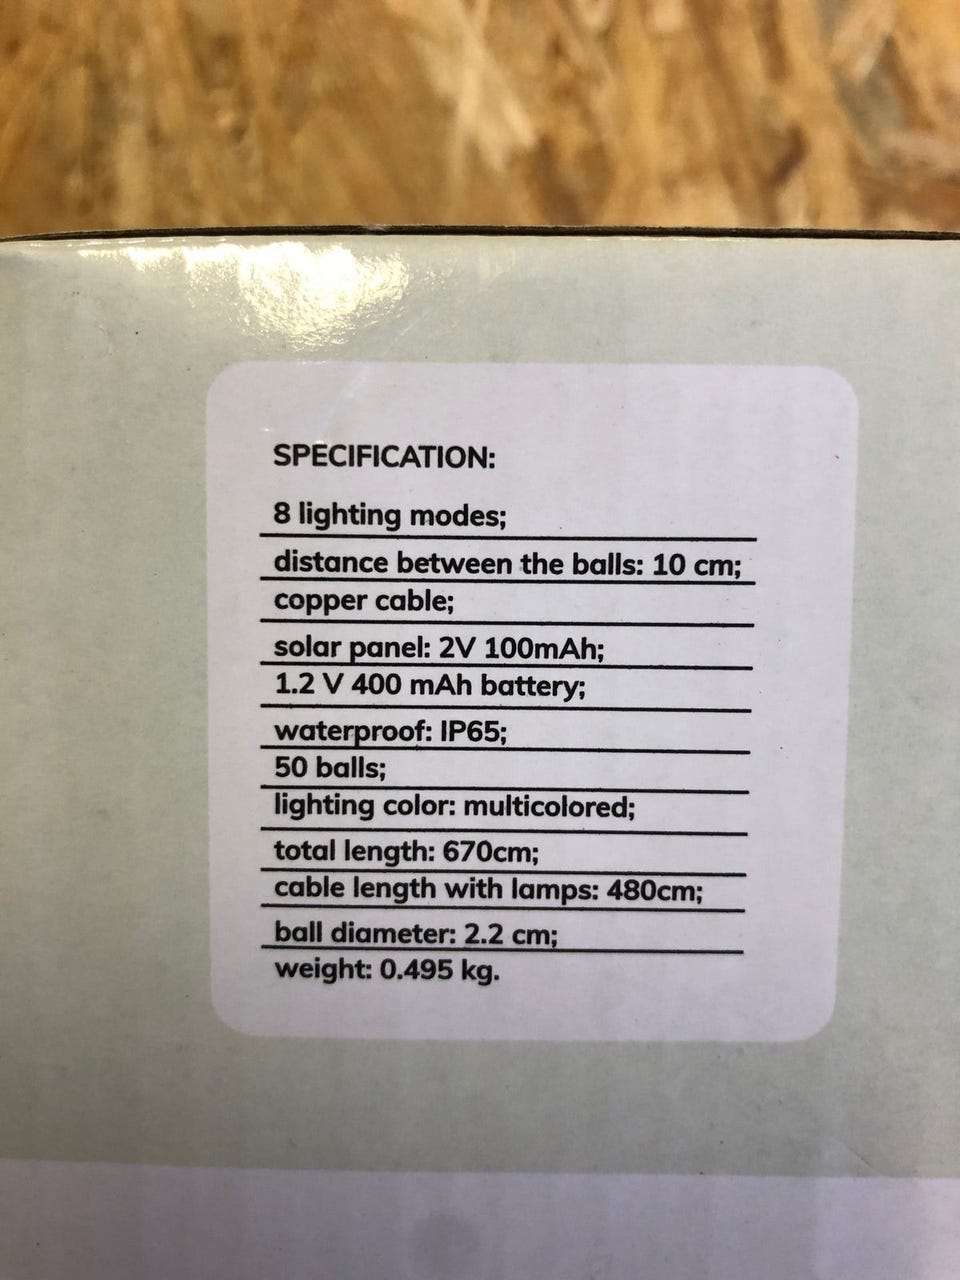 SPECIFICATION:
8 lighting modes;
distance between the balls: 10 cm;
copper cable;
solar panel: 2V 100mAh;
1.2 V 400 mAh battery;
waterproof: IP65;
50 balls;
lighting color: multicolored;
total length: 670cm;
cable length with lamps: 480cm;
ball diameter: 2.2 cm;
weight: 0.495 kg.